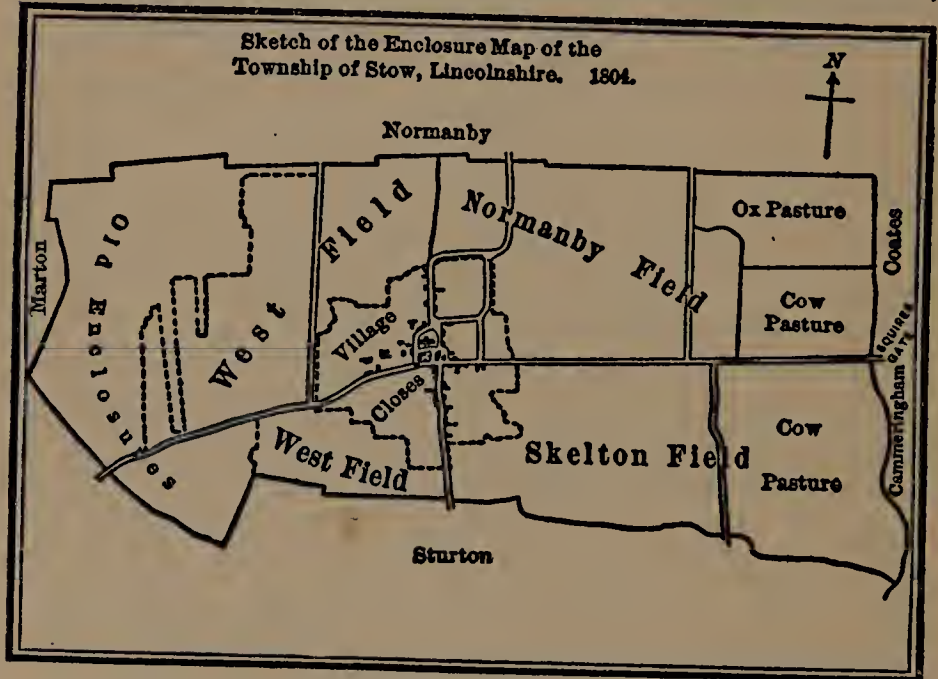 Sketch of the Enclosure Map of the
Township of Stow, Lincolnshire. 1804.
N
Normanby
Marton
Old Enclosures
West Field
Normanby Field
Ox Pasture
Coates
Cow
Pasture
SQUIRES
GATE
Village
Closes
West Field
Skelton Field
Cow
Pasture
Cammeringham
Sturton